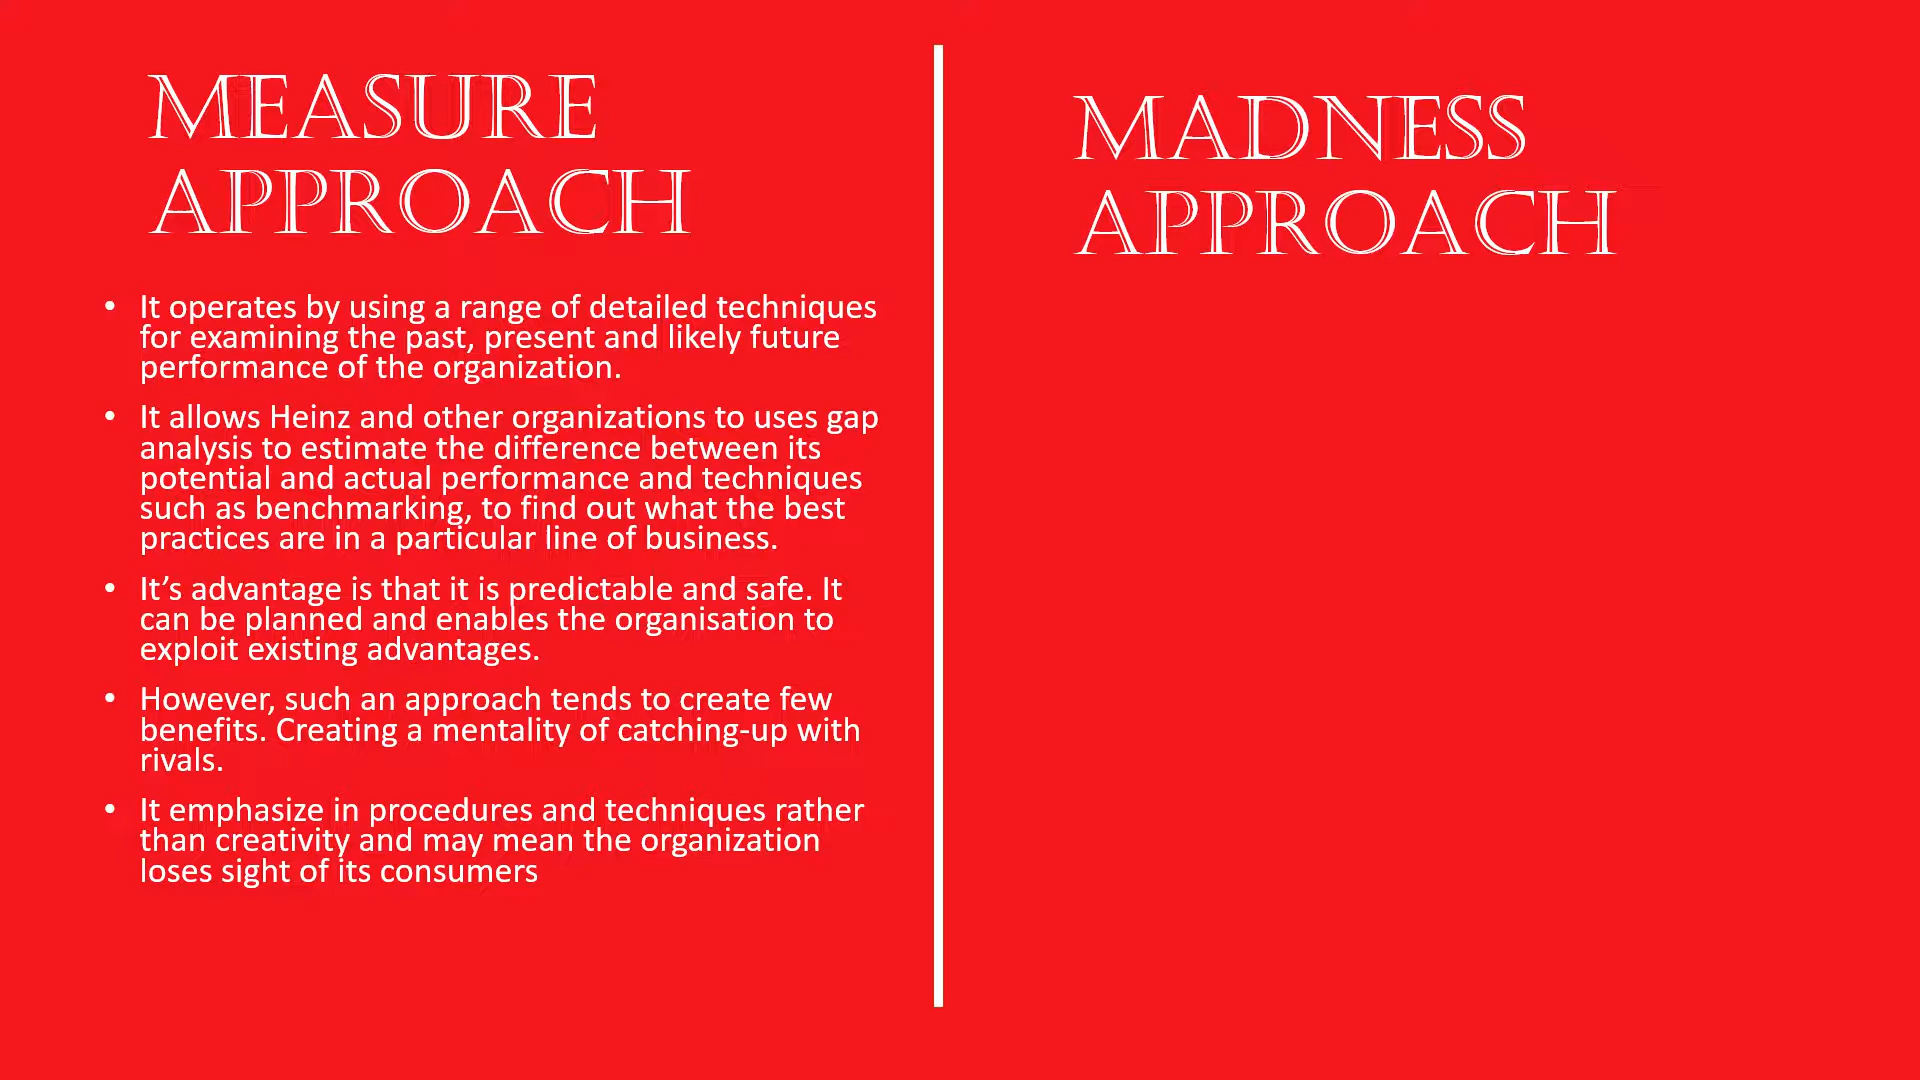 MEASURE
APPROACH
• It operates by using a range of detailed techniques
for examining the past, present and likely future
performance of the organization.
• It allows Heinz and other organizations to uses gap
analysis to estimate the difference between its
potential and actual performance and techniques
such as benchmarking, to find out what the best
practices are in a particular line of business.
• It’s advantage is that it is predictable and safe. It
can be planned and enables the organisation to
exploit existing advantages.
• However, such an approach tends to create few
benefits. Creating a mentality of catching-up with
rivals.
• It emphasize in procedures and techniques rather
than creativity and may mean the organization
loses sight of its consumers
MADNESS
APPROACH